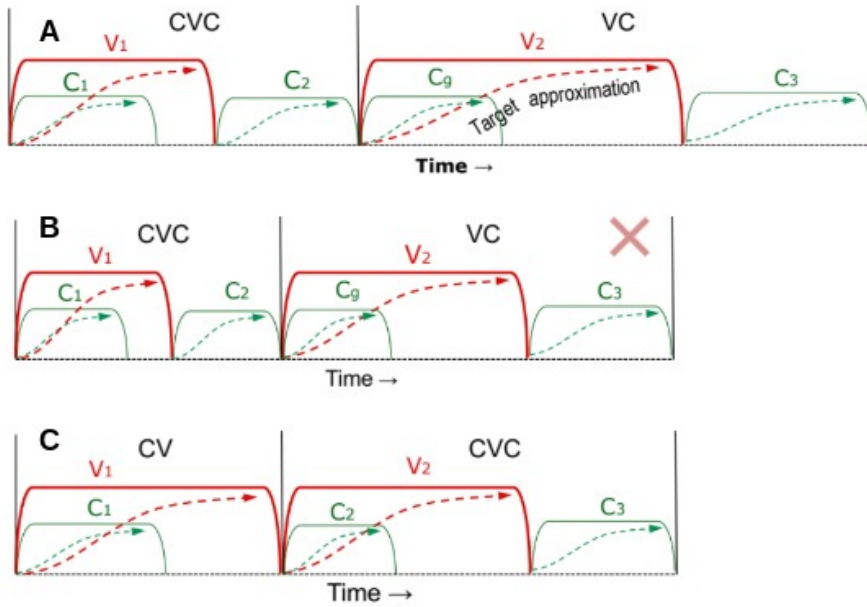 A CVC VC
V1 V2
C1 C2 Cg C3
Target approximation
Time →
B CVC VC
V1 V2
C1 C2 Cg C3
Time →
C CV CVC
V1 V2
C1 C2 C3
Time →